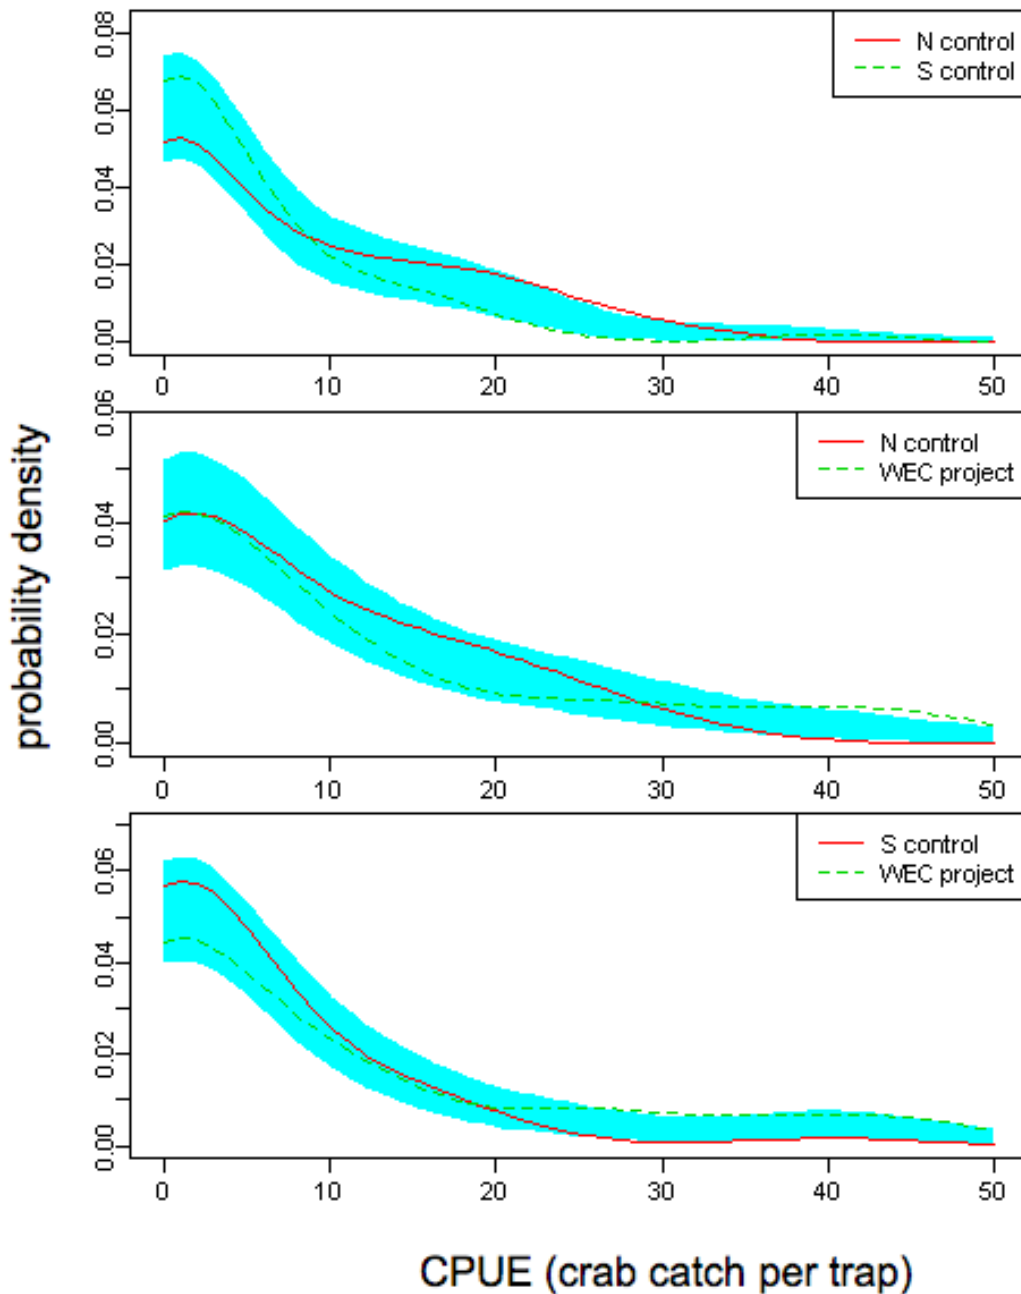 N control
S control
0.08
0.06
0.04
0.02
0.00
0 10 20 30 40 50
N control
WEC project
0.06
0.04
0.02
0.00
0 10 20 30 40 50
probability density
S control
WEC project
0.06
0.04
0.02
0.00
0 10 20 30 40 50
CPUE (crab catch per trap)